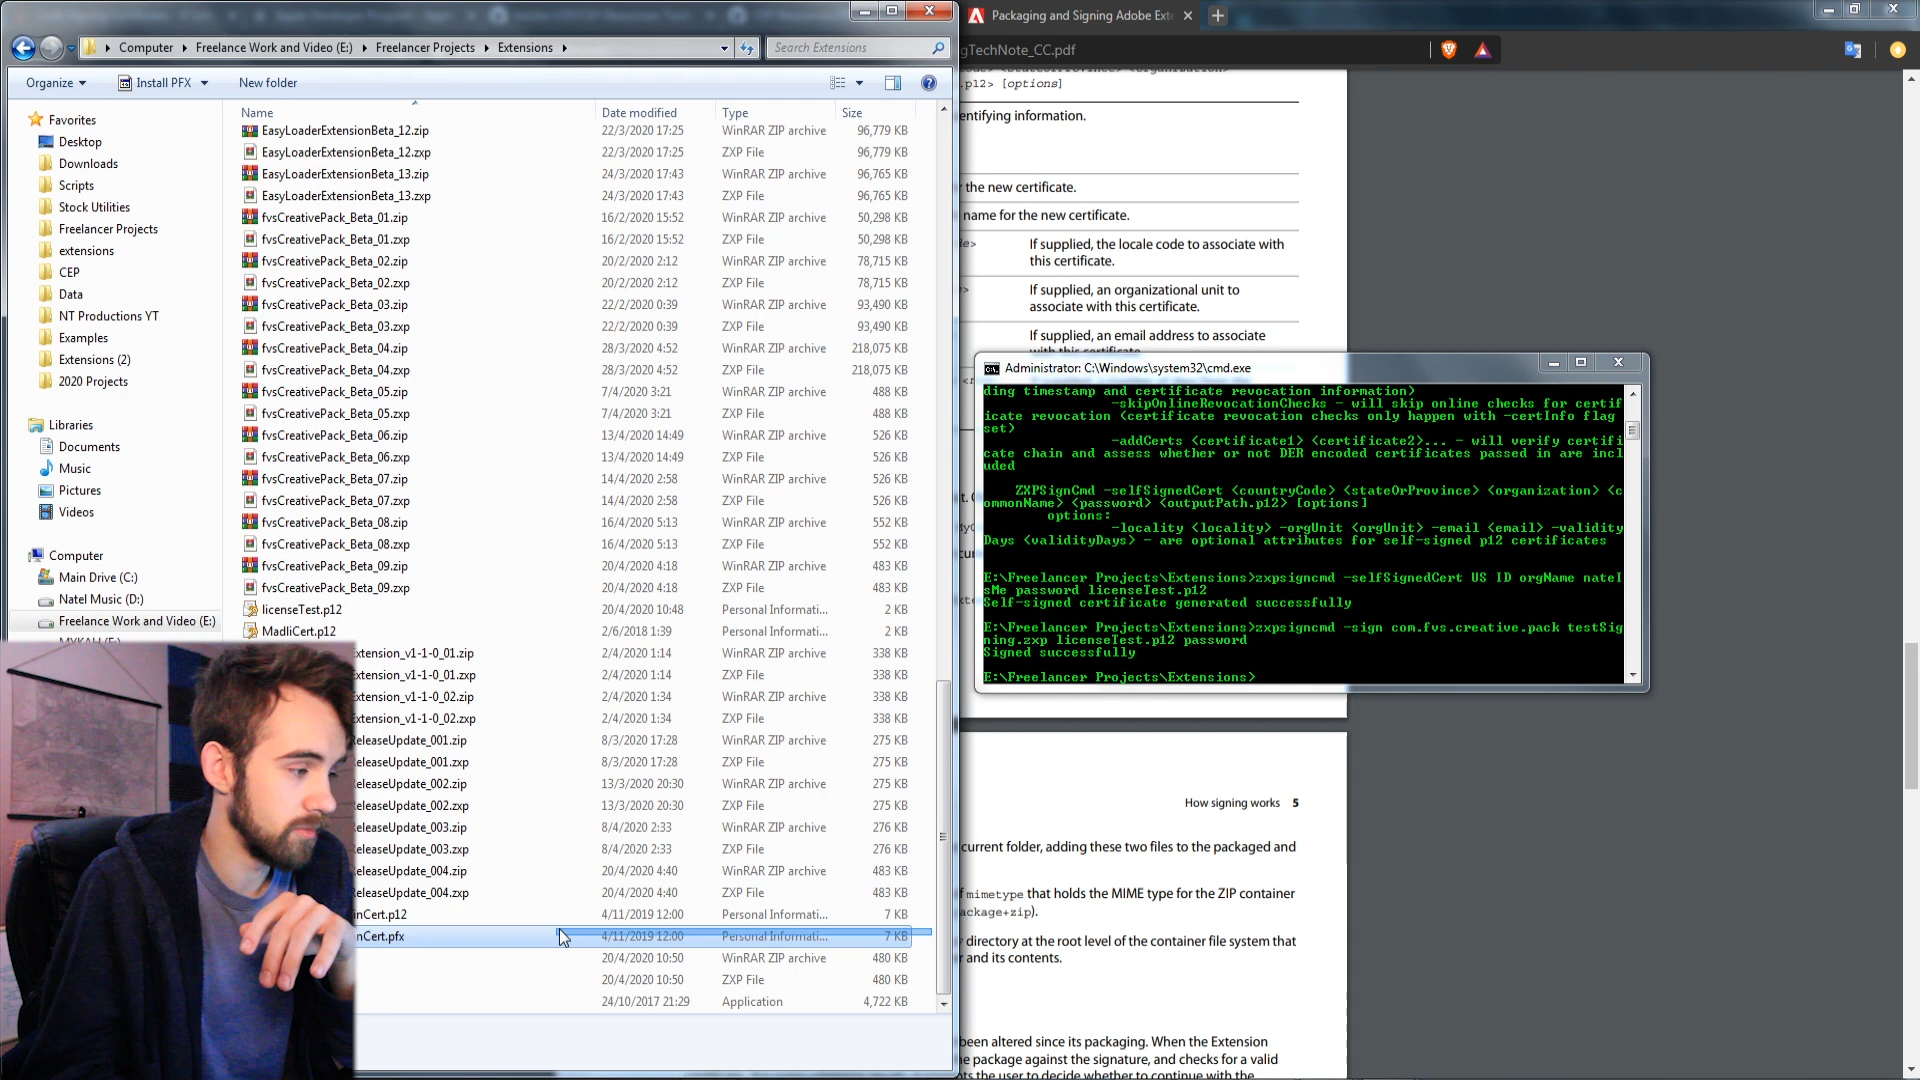 Packaging and Signing Adobe Exte
Computer
Freelance Work and Video (E:)
Freelancer Projects
Extensions
Search Extensions
gTechNote_CC.pdf
Organize
Install PFX
New folder
Name
Date modified
Type
Size
Favorites
Desktop
Downloads
Scripts
Stock Utilities
Freelancer Projects
extensions
CEP
Data
NT Productions YT
Examples
Extensions (2)
2020 Projects
Libraries
Documents
Music
Pictures
Videos
Computer
Main Drive (C:)
Natel Music (D:)
Freelance Work and Video (E:)
EasyLoaderExtensionBeta_12.zip 22/3/2020 17:25 WinRAR ZIP archive 96,779 KB
EasyLoaderExtensionBeta_12.zxp 22/3/2020 17:25 ZXP File 96,779 KB
EasyLoaderExtensionBeta_13.zip 24/3/2020 17:43 WinRAR ZIP archive 96,765 KB
EasyLoaderExtensionBeta_13.zxp 24/3/2020 17:43 ZXP File 96,765 KB
fvsCreativePack_Beta_01.zip 16/2/2020 15:52 WinRAR ZIP archive 50,298 KB
fvsCreativePack_Beta_01.zxp 16/2/2020 15:52 ZXP File 50,298 KB
fvsCreativePack_Beta_02.zip 20/2/2020 2:12 WinRAR ZIP archive 78,715 KB
fvsCreativePack_Beta_02.zxp 20/2/2020 2:12 ZXP File 78,715 KB
fvsCreativePack_Beta_03.zip 22/2/2020 0:39 WinRAR ZIP archive 93,490 KB
fvsCreativePack_Beta_03.zxp 22/2/2020 0:39 ZXP File 93,490 KB
fvsCreativePack_Beta_04.zip 28/3/2020 4:52 WinRAR ZIP archive 218,075 KB
fvsCreativePack_Beta_04.zxp 28/3/2020 4:52 ZXP File 218,075 KB
fvsCreativePack_Beta_05.zip 7/4/2020 3:21 WinRAR ZIP archive 488 KB
fvsCreativePack_Beta_05.zxp 7/4/2020 3:21 ZXP File 488 KB
fvsCreativePack_Beta_06.zip 13/4/2020 14:49 WinRAR ZIP archive 526 KB
fvsCreativePack_Beta_06.zxp 13/4/2020 14:49 ZXP File 526 KB
fvsCreativePack_Beta_07.zip 14/4/2020 2:58 WinRAR ZIP archive 526 KB
fvsCreativePack_Beta_07.zxp 14/4/2020 2:58 ZXP File 526 KB
fvsCreativePack_Beta_08.zip 16/4/2020 5:13 WinRAR ZIP archive 552 KB
fvsCreativePack_Beta_08.zxp 16/4/2020 5:13 ZXP File 552 KB
fvsCreativePack_Beta_09.zip 20/4/2020 4:18 WinRAR ZIP archive 483 KB
fvsCreativePack_Beta_09.zxp 20/4/2020 4:18 ZXP File 483 KB
licenseTest.p12 20/4/2020 10:48 Personal Informati... 2 KB
MadliCert.p12 2/6/2018 1:39 Personal Informati... 2 KB
xtension_v1-1-0_01.zip 2/4/2020 1:14 WinRAR ZIP archive 338 KB
xtension_v1-1-0_01.zxp 2/4/2020 1:14 ZXP File 338 KB
xtension_v1-1-0_02.zip 2/4/2020 1:34 WinRAR ZIP archive 338 KB
xtension_v1-1-0_02.zxp 2/4/2020 1:34 ZXP File 338 KB
eleaseUpdate_001.zip 8/3/2020 17:28 WinRAR ZIP archive 275 KB
eleaseUpdate_001.zxp 8/3/2020 17:28 ZXP File 275 KB
eleaseUpdate_002.zip 13/3/2020 20:30 WinRAR ZIP archive 275 KB
eleaseUpdate_002.zxp 13/3/2020 20:30 ZXP File 275 KB
eleaseUpdate_003.zip 8/4/2020 2:33 WinRAR ZIP archive 276 KB
eleaseUpdate_003.zxp 8/4/2020 2:33 ZXP File 276 KB
eleaseUpdate_004.zip 20/4/2020 4:40 WinRAR ZIP archive 483 KB
eleaseUpdate_004.zxp 20/4/2020 4:40 ZXP File 483 KB
inCert.p12 4/11/2019 12:00 Personal Informati... 7 KB
nCert.pfx 4/11/2019 12:00 Personal Informati... 7 KB
20/4/2020 10:50 WinRAR ZIP archive 480 KB
20/4/2020 10:50 ZXP File 480 KB
24/10/2017 21:29 Application 4,722 KB
.p12> [options]
entifying information.
the new certificate.
name for the new certificate.
If supplied, the locale code to associate with
this certificate.
If supplied, an organizational unit to
associate with this certificate.
If supplied, an email address to associate
with this certificate
Administrator: C:\Windows\system32\cmd.exe
ding timestamp and certificate revocation information)
-skipOnlineRevocationChecks - will skip online checks for certif
icate revocation (certificate revocation checks only happen with -certInfo flag
set)
-addCerts <certificate1> <certificate2>... - will verify certifi
cate chain and assess whether or not DER encoded certificates passed in are incl
uded
ZXPSignCmd -selfSignedCert <countryCode> <stateOrProvince> <organization> <c
ommonName> <password> <outputPath.p12> [options]
options:
-locality <locality> -orgUnit <orgUnit> -email <email> -validity
Days <validityDays> - are optional attributes for self-signed p12 certificates
E:\Freelancer Projects\Extensions>zxpsigncmd -selfSignedCert US ID orgName nateI
sMe password licenseTest.p12
Self-signed certificate generated successfully
E:\Freelancer Projects\Extensions>zxpsigncmd -sign com.fvs.creative.pack testSig
ning.zxp licenseTest.p12 password
Signed successfully
E:\Freelancer Projects\Extensions>
How signing works 5
current folder, adding these two files to the packaged and
f mimetype that holds the MIME type for the ZIP container
ackage+zip).
directory at the root level of the container file system that
r and its contents.
been altered since its packaging. When the Extension
e package against the signature, and checks for a valid
ts the user to decide whether to continue with the